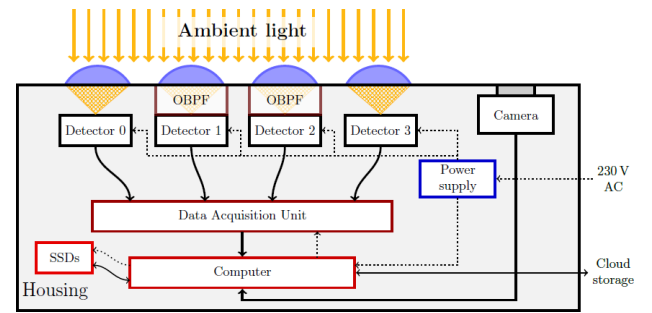 Ambient light
OBPF
OBPF
Detector 0
Detector 1
Detector 2
Detector 3
Camera
Power
supply
230 V
AC
Data Acquisition Unit
SSDs
Computer
Cloud
storage
Housing